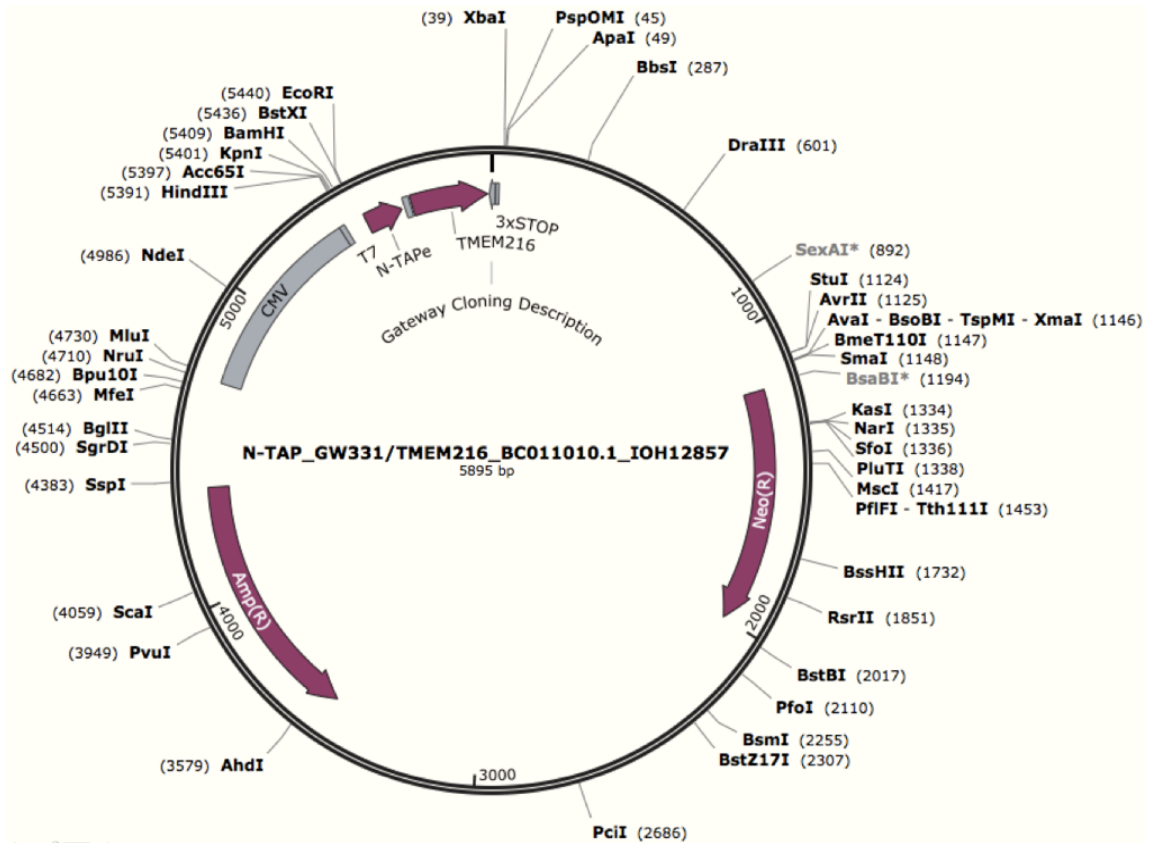 (39) XbaI
PspOMI (45)
ApaI (49)
BbsI (287)
DraIII (601)
SexAI* (892)
StuI (1124)
AvrII (1125)
AvaI - BsoBI - TspMI - XmaI (1146)
BmeT110I (1147)
SmaI (1148)
BsaBI* (1194)
KasI (1334)
NarI (1335)
SfoI (1336)
PluTI (1338)
MscI (1417)
PflFI - Tth111I (1453)
BssHII (1732)
RsrII (1851)
BstBI (2017)
PfoI (2110)
BsmI (2255)
BstZ17I (2307)
PciI (2686)
(3579) AhdI
(3949) PvuI
(4059) ScaI
(4383) SspI
(4500) SgrDI
(4514) BglII
(4663) MfeI
(4682) Bpu10I
(4710) NruI
(4730) MluI
(4986) NdeI
(5391) HindIII
(5397) Acc65I
(5401) KpnI
(5409) BamHI
(5436) BstXI
(5440) EcoRI
3xSTOP
TMEM216
T7
N-TAPe
CMV
Gateway Cloning Description
1000
2000
3000
4000
5000
Neo(R)
Amp(R)
N-TAP_GW331/TMEM216_BC011010.1_IOH12857
5895 bp